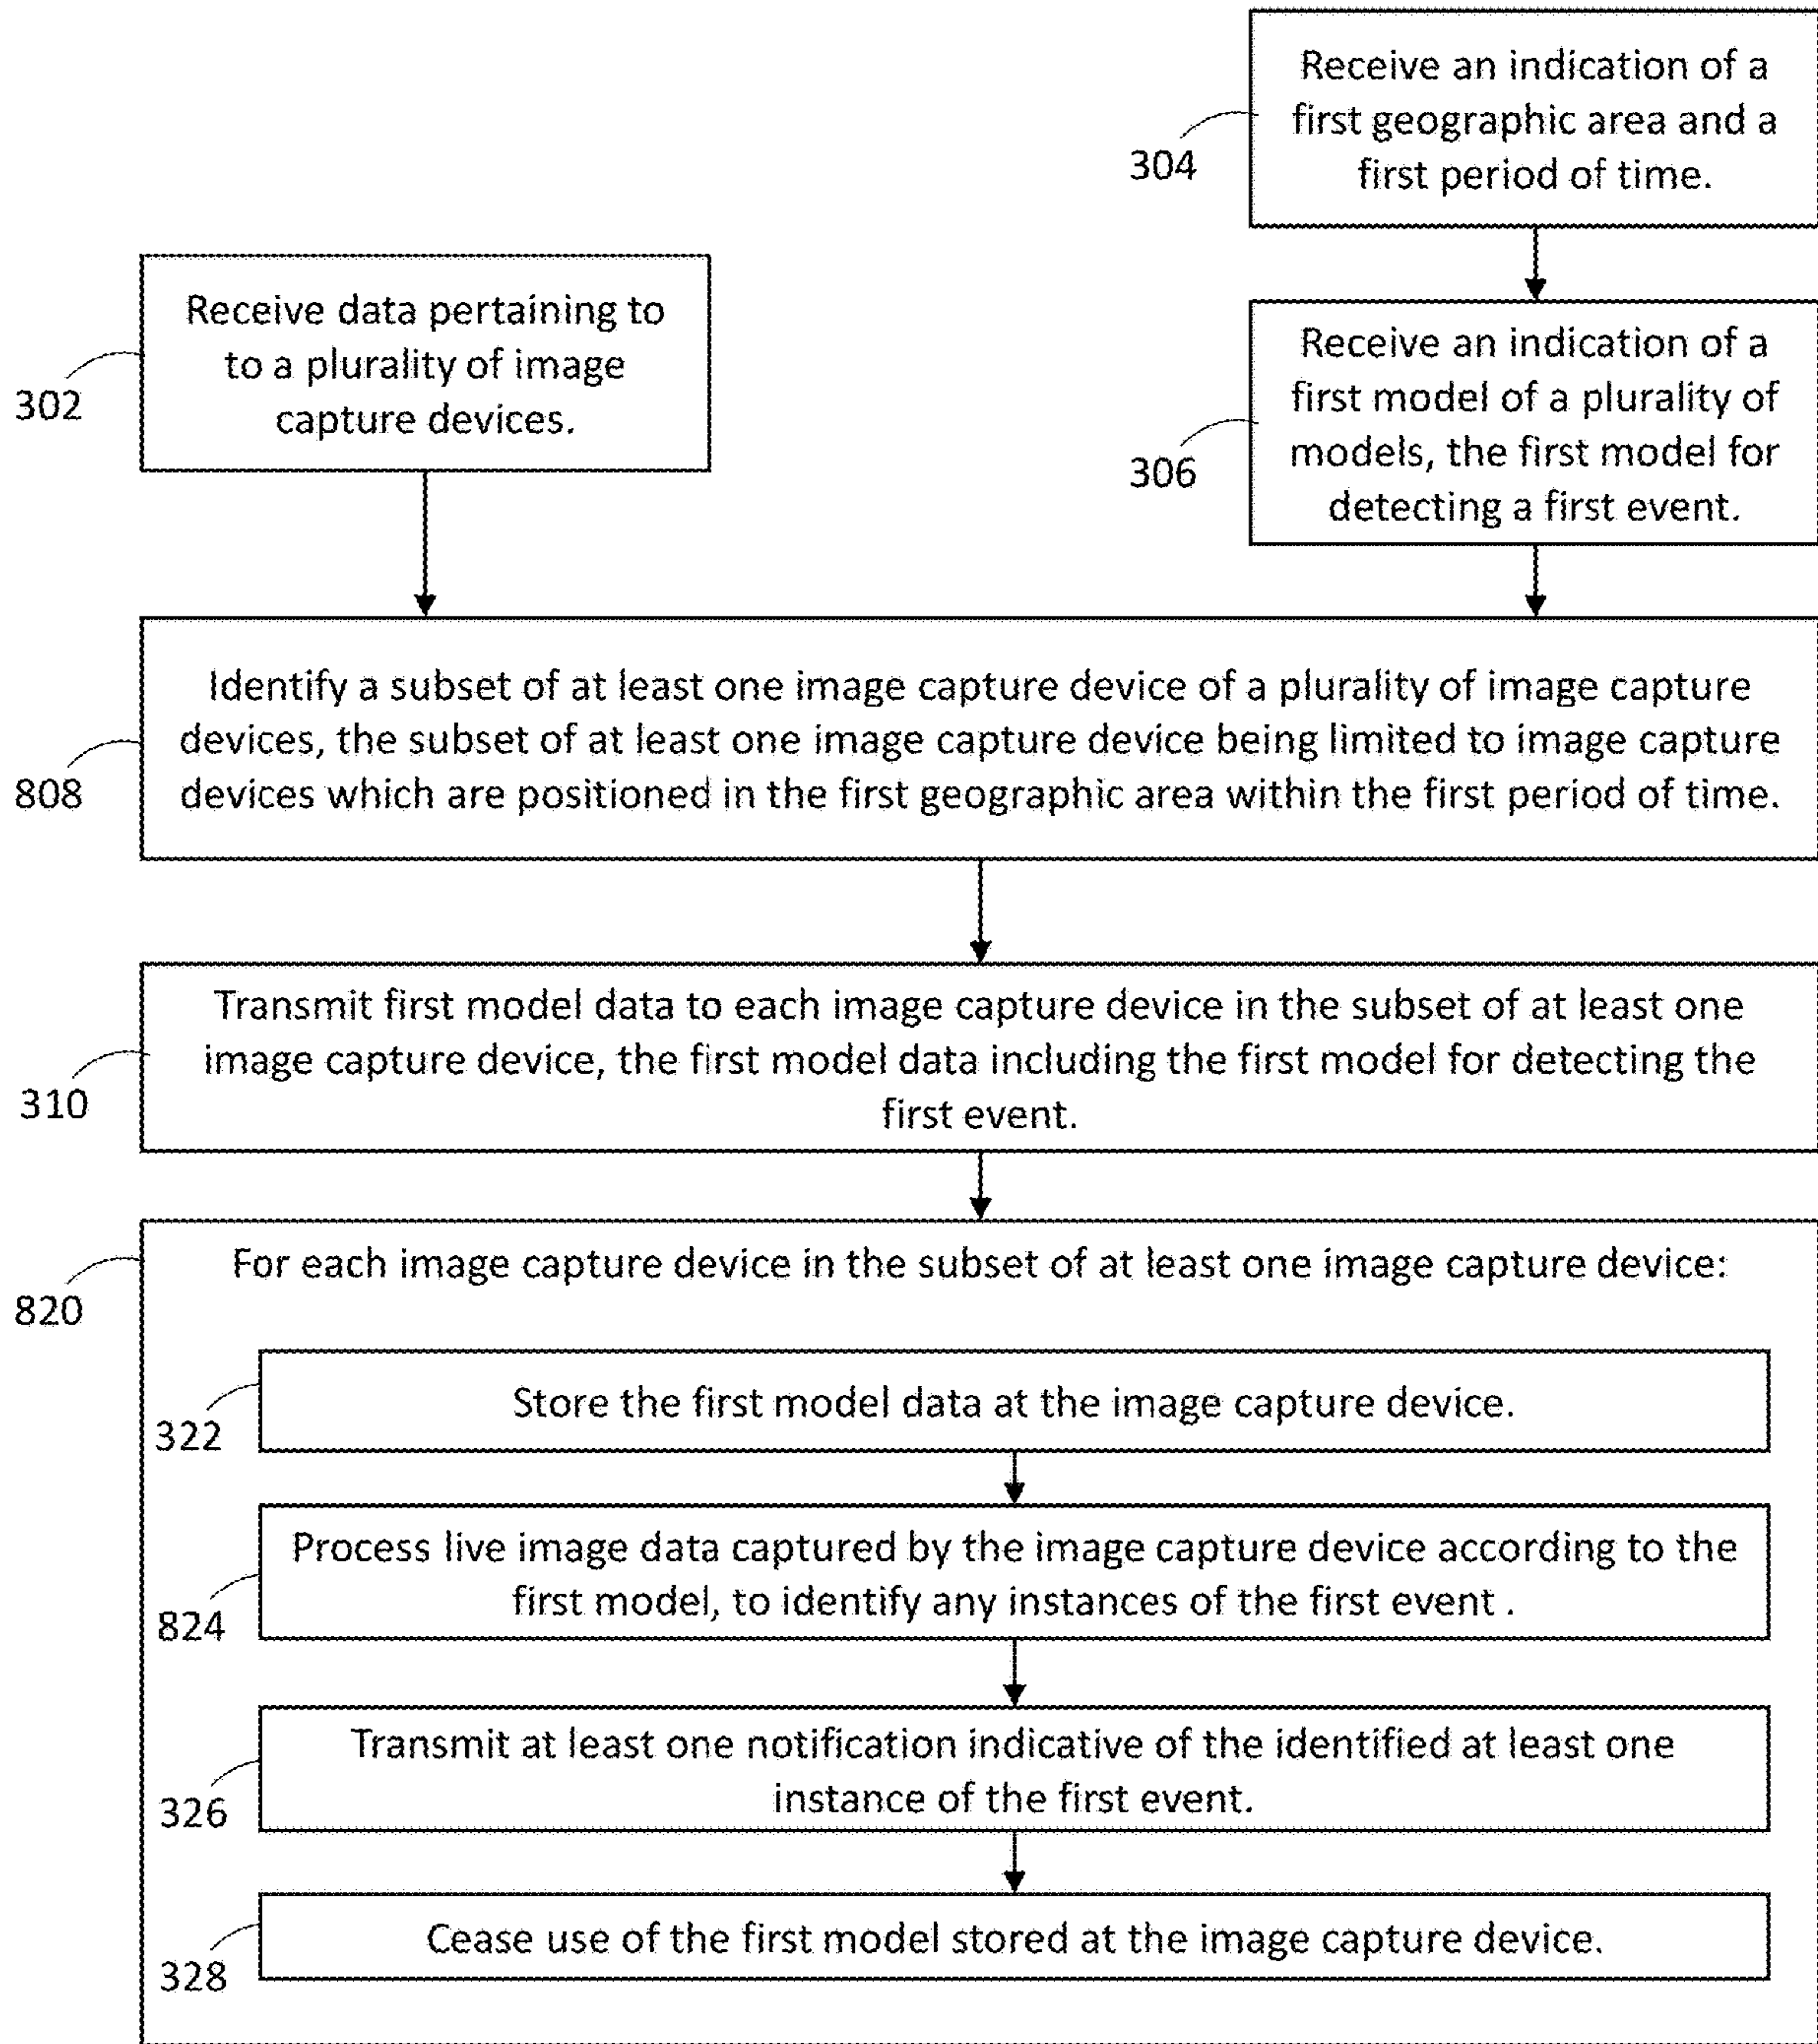 Receive an indication of a
first geographic area and a
first period of time.
304
Receive data pertaining to
to a plurality of image
capture devices.
302
Receive an indication of a
first model of a plurality of
models, the first model for
detecting a first event.
306
Identify a subset of at least one image capture device of a plurality of image capture
devices, the subset of at least one image capture device being limited to image capture
devices which are positioned in the first geographic area within the first period of time.
808
Transmit first model data to each image capture device in the subset of at least one
image capture device, the first model data including the first model for detecting the
first event.
310
For each image capture device in the subset of at least one image capture device:
820
Store the first model data at the image capture device.
322
Process live image data captured by the image capture device according to the
first model, to identify any instances of the first event .
824
Transmit at least one notification indicative of the identified at least one
instance of the first event.
326
Cease use of the first model stored at the image capture device.
328